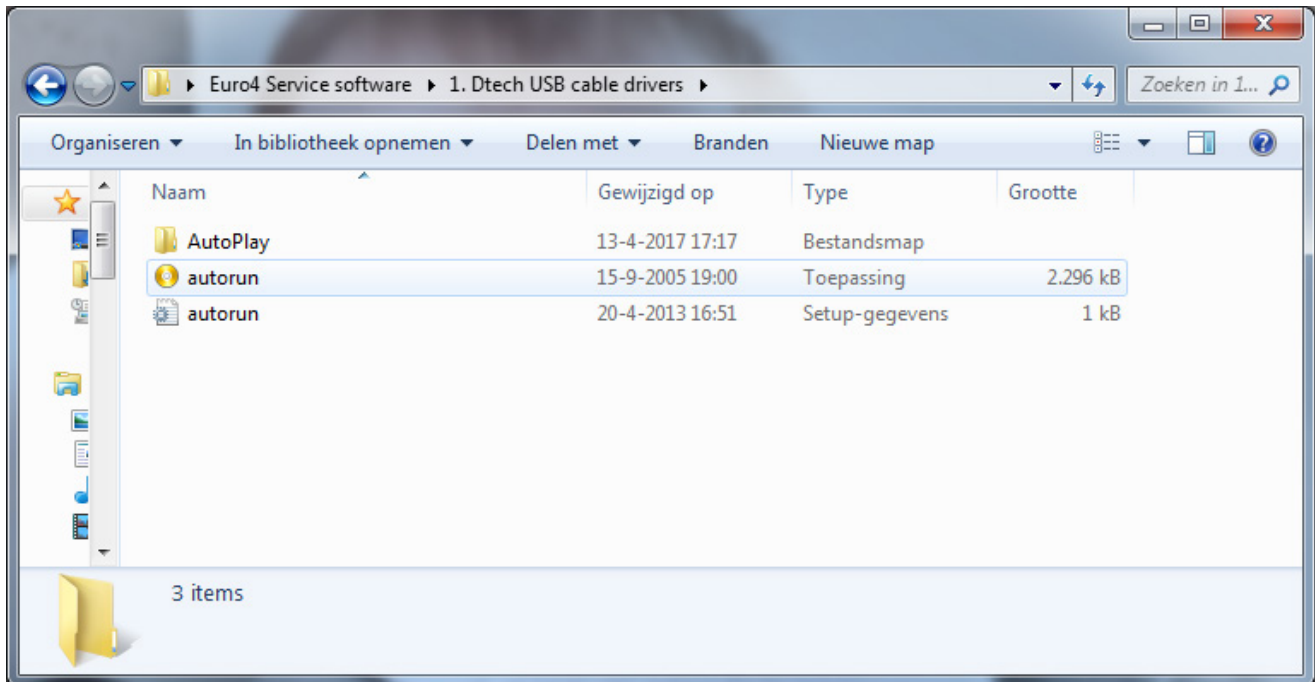 Euro4 Service software 1. Dtech USB cable drivers Zoeken in 1...
Organiseren In bibliotheek opnemen Delen met Branden Nieuwe map
Naam Gewijzigd op Type Grootte
AutoPlay 13-4-2017 17:17 Bestandsmap
autorun 15-9-2005 19:00 Toepassing 2.296 kB
autorun 20-4-2013 16:51 Setup-gegevens 1 kB
3 items